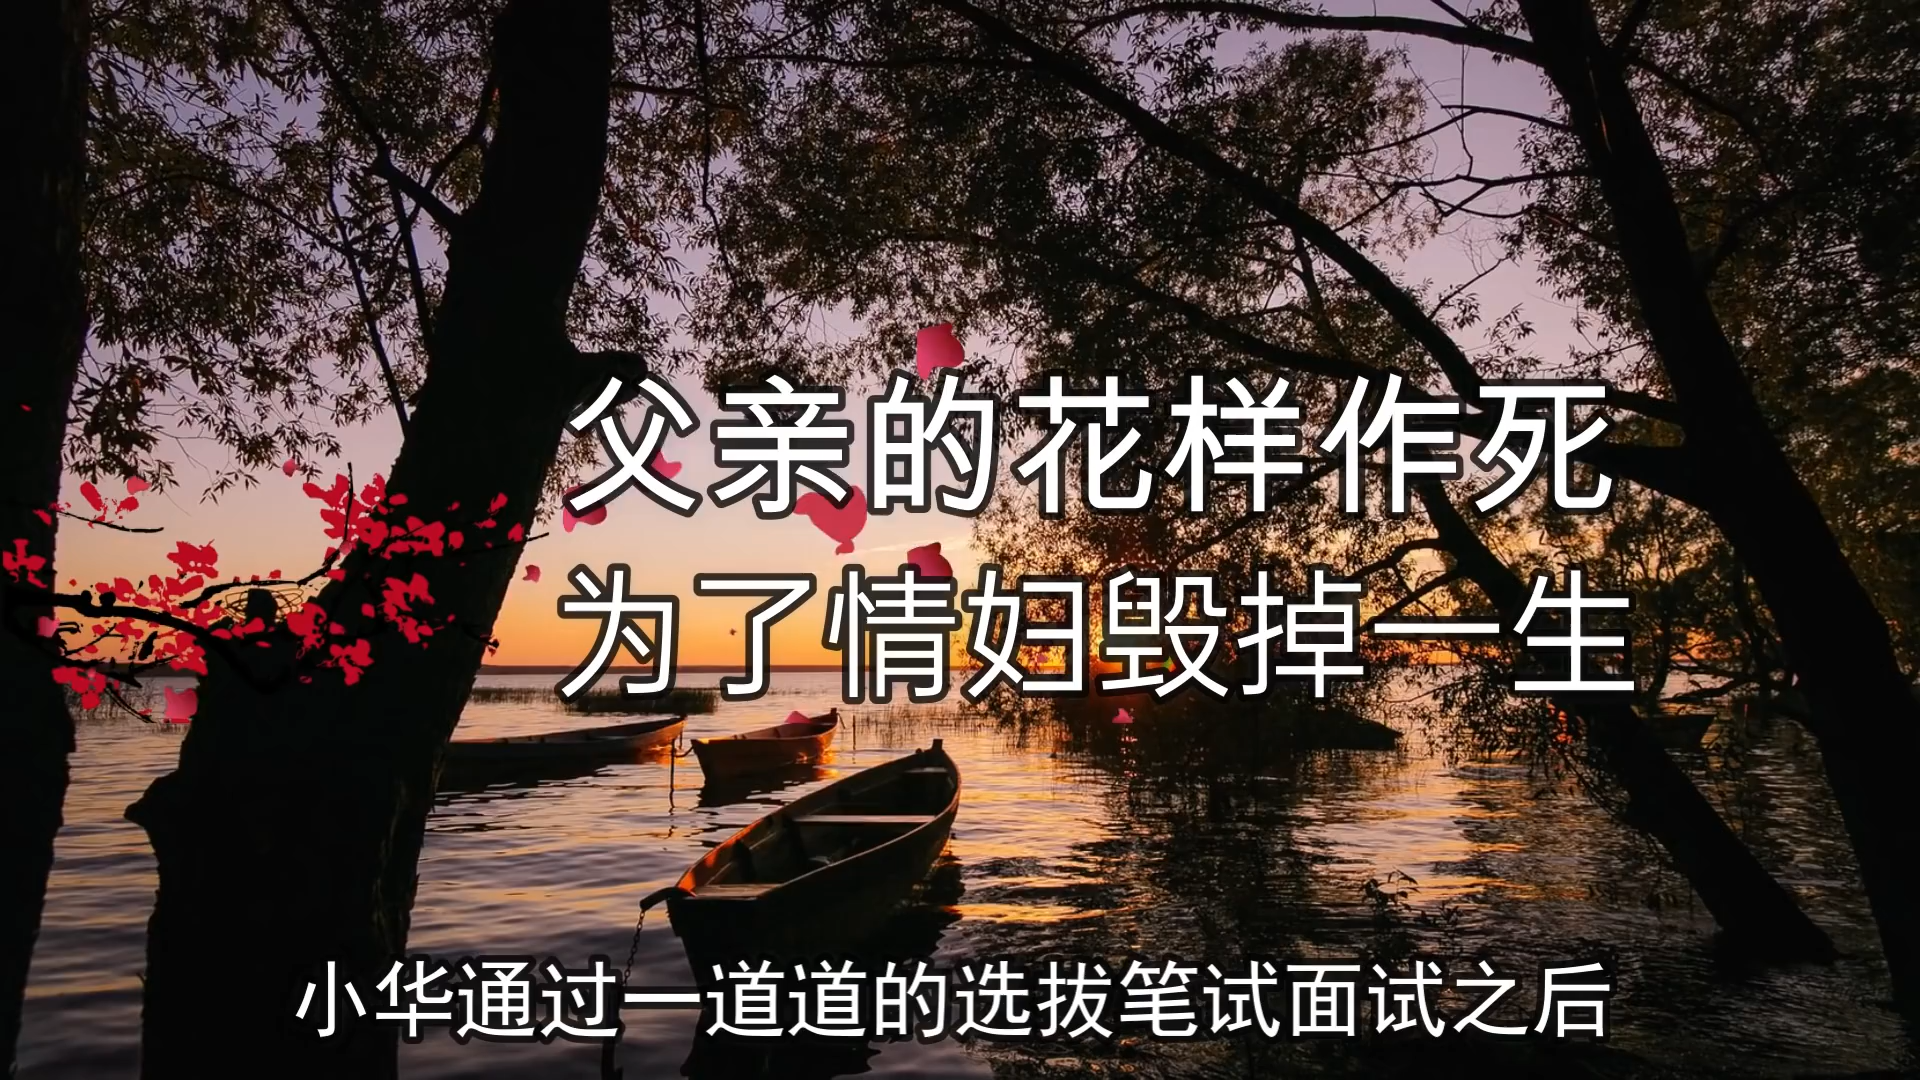 父亲的花样作死
为了情妇毁掉一生
小华通过一道道的选拔笔试面试之后